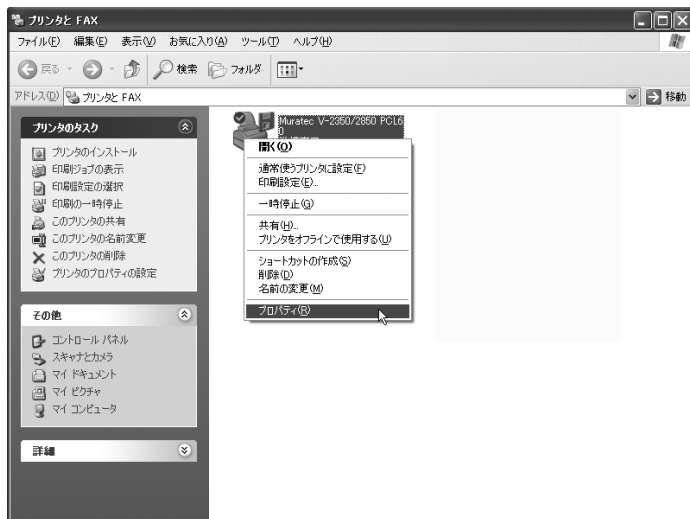 プリンタと FAX
ファイル(F) 編集(E) 表示(V) お気に入り(A) ツール(T) ヘルプ(H)
戻る 検索 フォルダ
アドレス(D) プリンタと FAX 移動
プリンタのタスク
プリンタのインストール
印刷ジョブの表示
印刷設定の選択
印刷の一時停止
このプリンタの共有
このプリンタの名前変更
このプリンタの削除
プリンタのプロパティの設定
その他
コントロール パネル
スキャナとカメラ
マイ ドキュメント
マイ ピクチャ
マイ コンピュータ
詳細
Muratec V-2350/2850 PCL6
0
開く(O)
通常使うプリンタに設定(F)
印刷設定(E)...
一時停止(G)
共有(H)...
プリンタをオフラインで使用する(U)
ショートカットの作成(S)
削除(D)
名前の変更(M)
プロパティ(R)